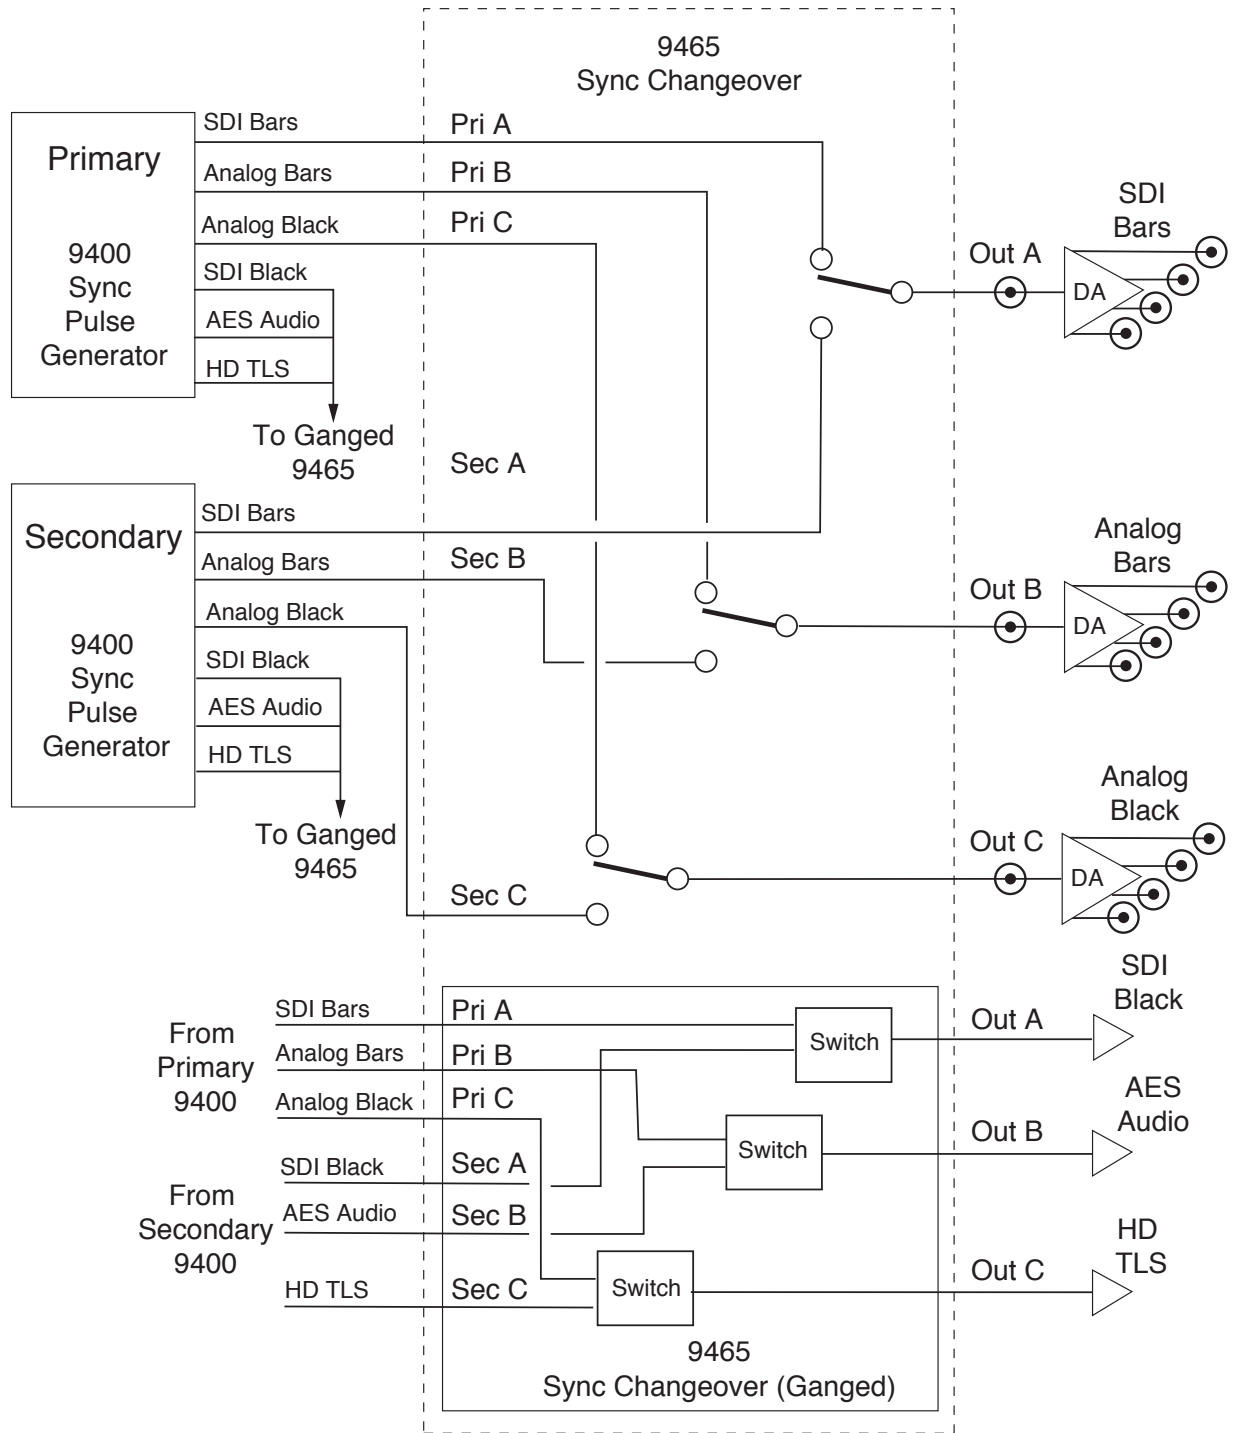 9465
Sync Changeover
Primary
9400
Sync
Pulse
Generator
SDI Bars
Analog Bars
Analog Black
SDI Black
AES Audio
HD TLS
To Ganged
9465
Pri A
Pri B
Pri C
Out A
SDI
Bars
DA
Secondary
9400
Sync
Pulse
Generator
SDI Bars
Analog Bars
Analog Black
SDI Black
AES Audio
HD TLS
To Ganged
9465
Sec A
Sec B
Sec C
Out B
Analog
Bars
DA
Out C
Analog
Black
DA
From
Primary
9400
SDI Bars
Analog Bars
Analog Black
Pri A
Pri B
Pri C
From
Secondary
9400
SDI Black
AES Audio
HD TLS
Sec A
Sec B
Sec C
Switch
Switch
Switch
Out A
SDI
Black
Out B
AES
Audio
Out C
HD
TLS
9465
Sync Changeover (Ganged)